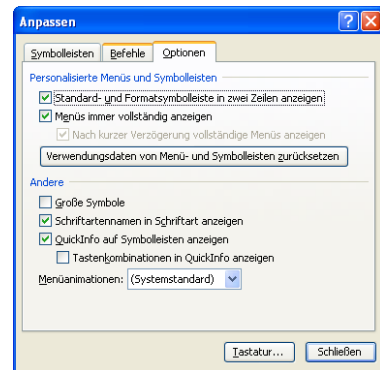 Anpassen
Symbolleisten Befehle Optionen
Personalisierte Menüs und Symbolleisten
Standard- und Formatsymbolleiste in zwei Zeilen anzeigen
Menüs immer vollständig anzeigen
Nach kurzer Verzögerung vollständige Menüs anzeigen
Verwendungsdaten von Menü- und Symbolleisten zurücksetzen
Andere
Große Symbole
Schriftartennamen in Schriftart anzeigen
QuickInfo auf Symbolleisten anzeigen
Tastenkombinationen in QuickInfo anzeigen
Menüanimationen: (Systemstandard)
Tastatur... Schließen